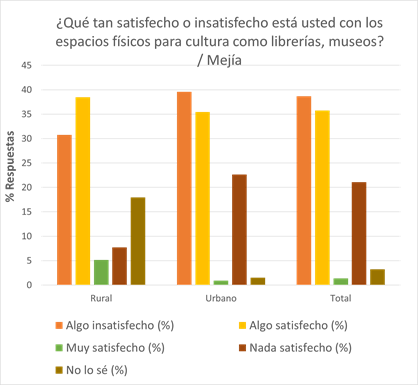 ¿Qué tan satisfecho o insatisfecho está usted con los
espacios físicos para cultura como librerías, museos?
/ Mejía
% Respuestas
45
40
35
30
25
20
15
10
5
0
Rural
Urbano
Total
Algo insatisfecho (%)
Algo satisfecho (%)
Muy satisfecho (%)
Nada satisfecho (%)
No lo sé (%)